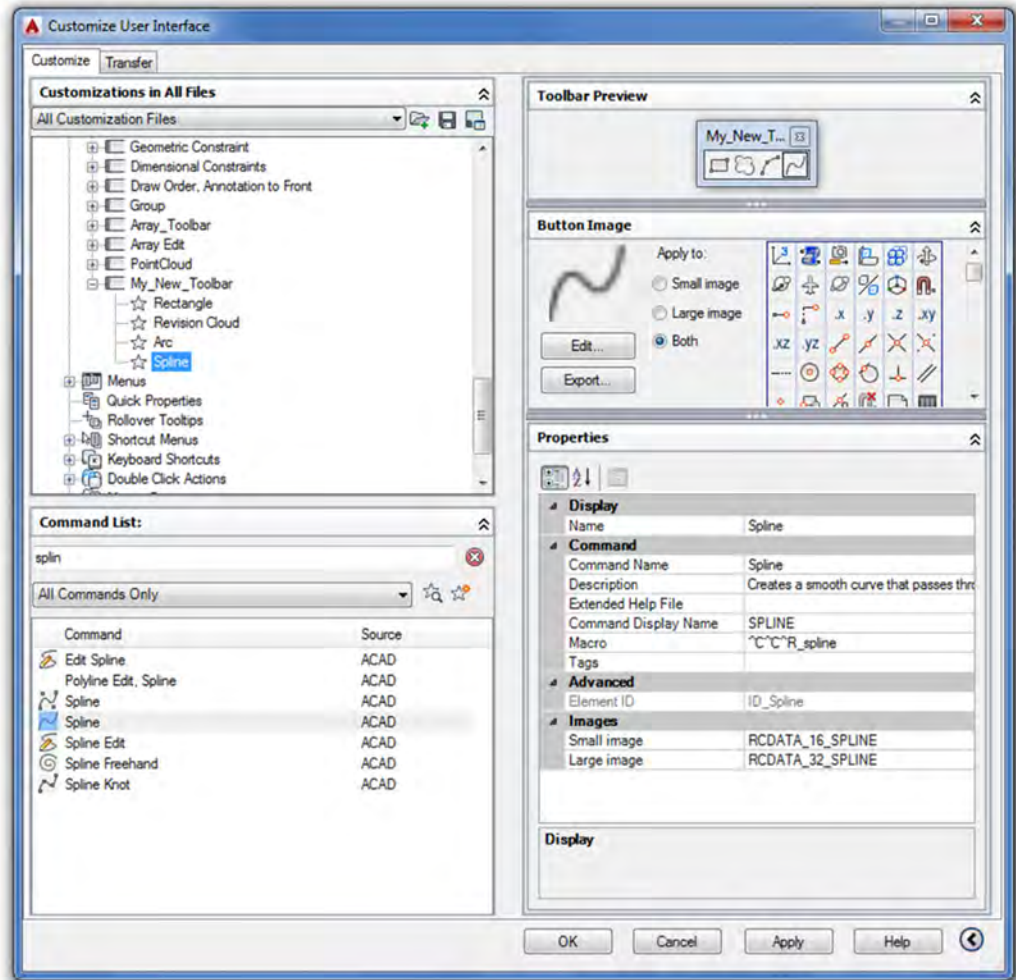 Customize User Interface
Customize Transfer
Customizations in All Files
All Customization Files
Geometric Constraint
Dimensional Constraints
Draw Order, Annotation to Front
Group
Array_Toolbar
Array Edit
PointCloud
My_New_Toolbar
Rectangle
Revision Cloud
Arc
Spline
Menus
Quick Properties
Rollover Tooltips
Shortcut Menus
Keyboard Shortcuts
Double Click Actions
Command List:
splin
All Commands Only
Command Source
Edit Spline ACAD
Polyline Edit, Spline ACAD
Spline ACAD
Spline ACAD
Spline Edit ACAD
Spline Freehand ACAD
Spline Knot ACAD
Toolbar Preview
My_New_T...
Button Image
Apply to:
Small image
Large image
Both
Edit...
Export...
.x .y .z .xy
.xz .yz
Properties
Display
Name Spline
Command
Command Name Spline
Description Creates a smooth curve that passes thro
Extended Help File
Command Display Name SPLINE
Macro ^C^C^R_spline
Tags
Advanced
Element ID ID_Spline
Images
Small image RCDATA_16_SPLINE
Large image RCDATA_32_SPLINE
Display
OK Cancel Apply Help